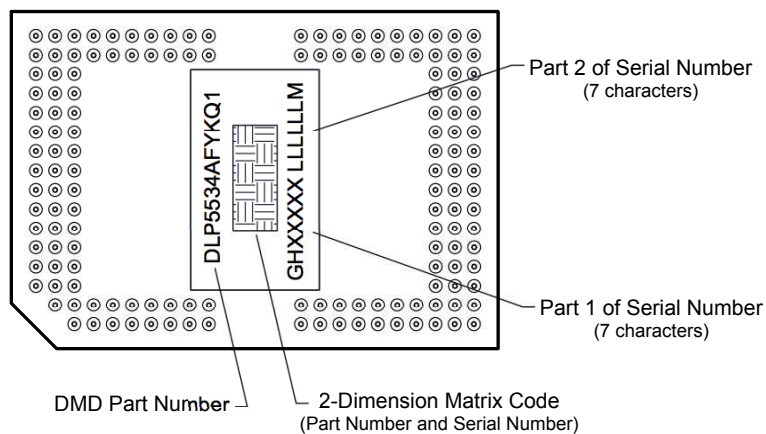 Part 2 of Serial Number
(7 characters)
DLP5534AFYKQ1
GHXXXXX LLLLLLM
Part 1 of Serial Number
(7 characters)
DMD Part Number
2-Dimension Matrix Code
(Part Number and Serial Number)